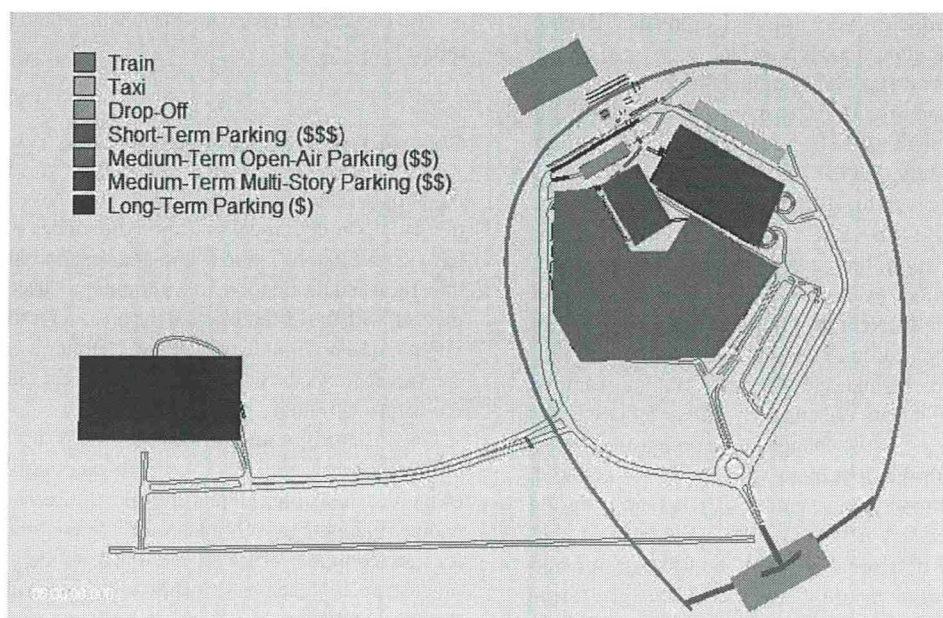 Train
Taxi
Drop-Off
Short-Term Parking ($$$)
Medium-Term Open-Air Parking ($$)
Medium-Term Multi-Story Parking ($$)
Long-Term Parking ($)